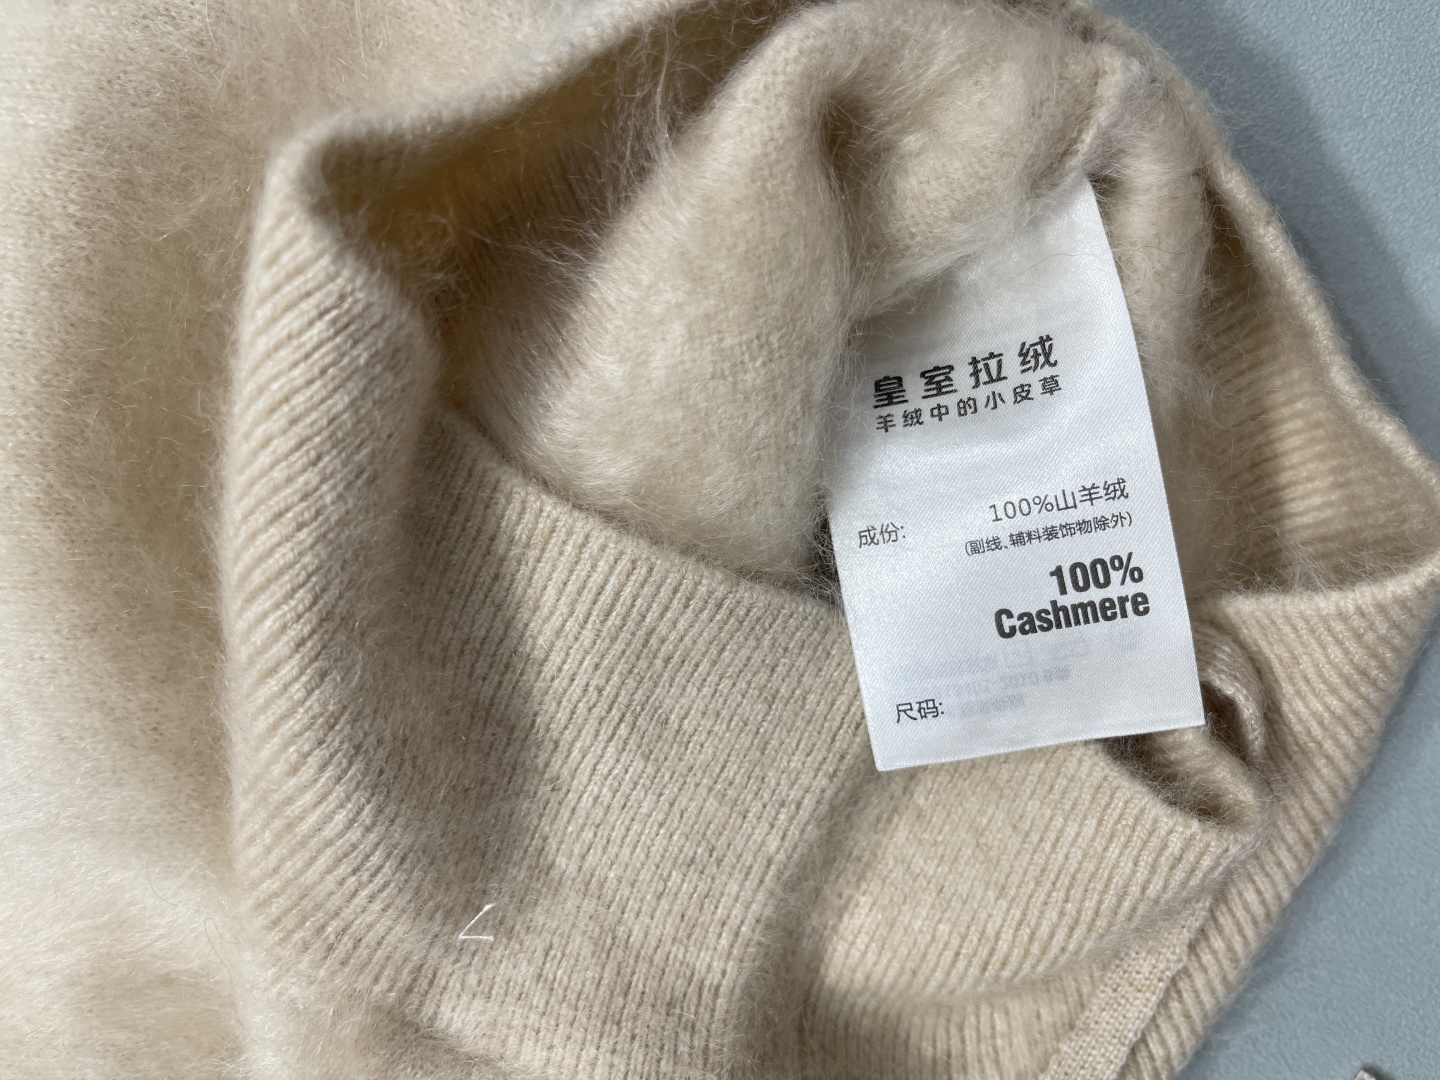 皇室拉绒
羊绒中的小皮草
成份: 100%山羊绒
(副线、辅料装饰物除外)
100%
Cashmere
尺码: